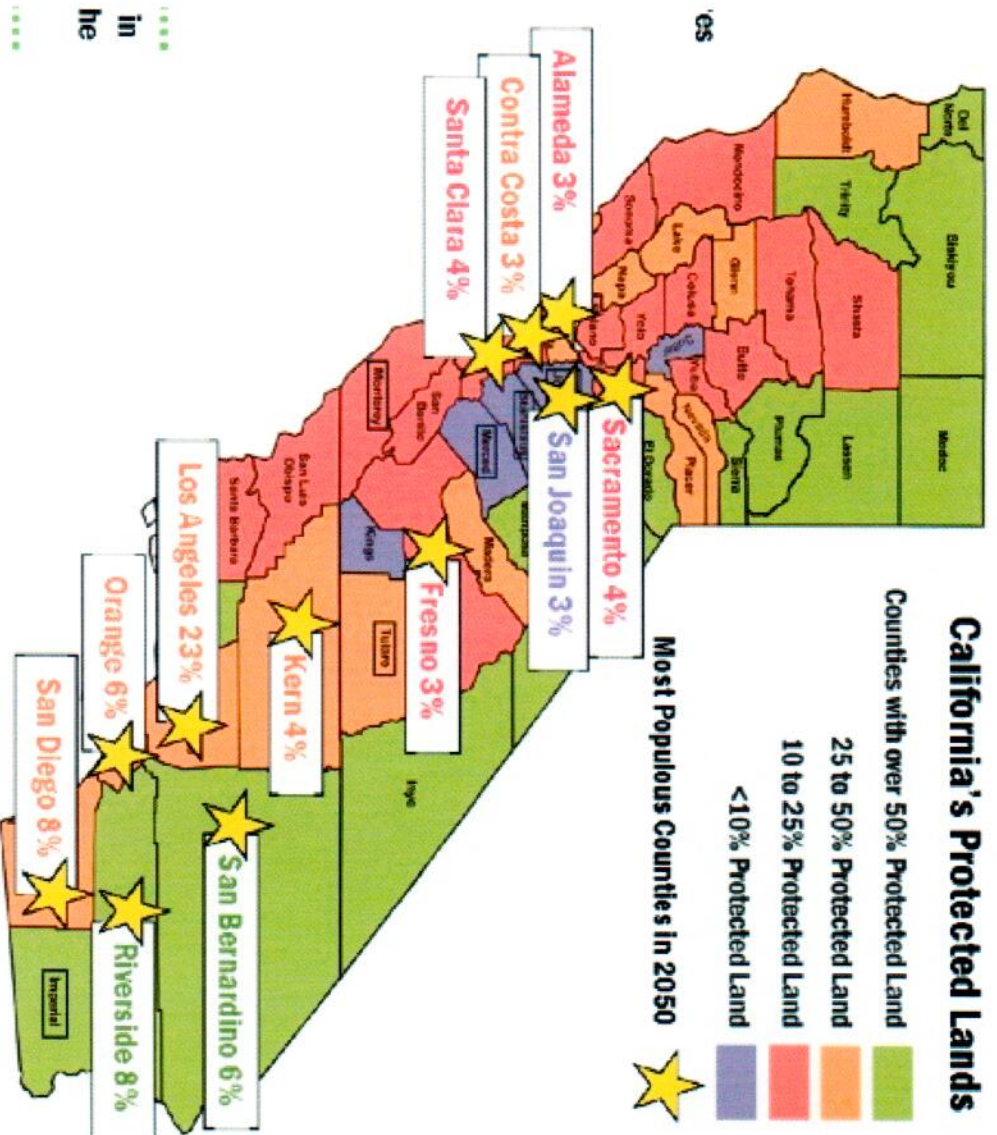 es
in
he
California's Protected Lands
Counties with over 50% Protected Land
25 to 50% Protected Land
10 to 25% Protected Land
<10% Protected Land
Most Populous Counties in 2050
Del Norte
Siskiyou
Modoc
Humboldt
Trinity
Shasta
Lassen
Mendocino
Tehama
Plumas
Glenn
Butte
Lake
Colusa
Sierra
Nevada
Sonoma
Napa
Yolo
Placer
El Dorado
Alameda 3%
Contra Costa 3%
Santa Clara 4%
Sacramento 4%
San Joaquin 3%
Stanislaus
Merced
Mariposa
Madera
San Benito
Monterey
Fresno 3%
Kings
Tulare
Inyo
San Luis Obispo
Kern 4%
Santa Barbara
Los Angeles 23%
San Bernardino 6%
Orange 6%
Riverside 8%
San Diego 8%
Imperial